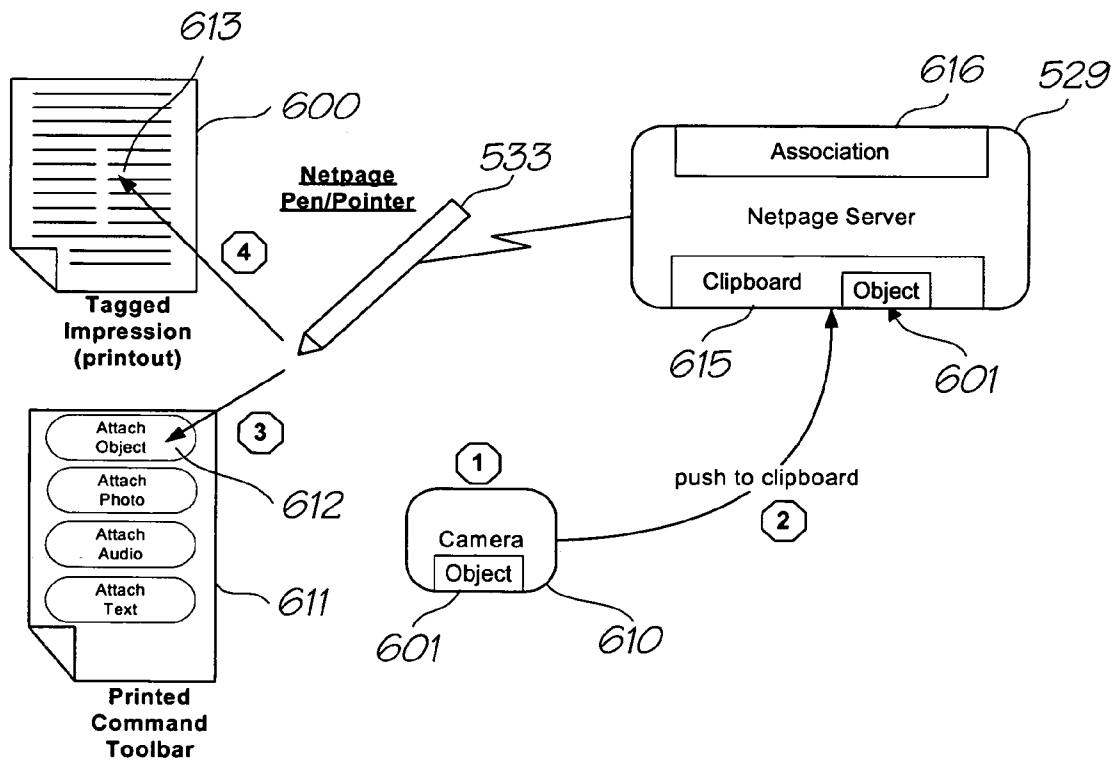 613
600
Tagged
Impression
(printout)
Netpage
Pen/Pointer
533
4
616
529
Association
Netpage Server
Clipboard
Object
615
601
3
Attach
Object
Attach
Photo
612
Attach
Audio
Attach
Text
611
Printed
Command
Toolbar
1
Camera
Object
601
610
push to clipboard
2